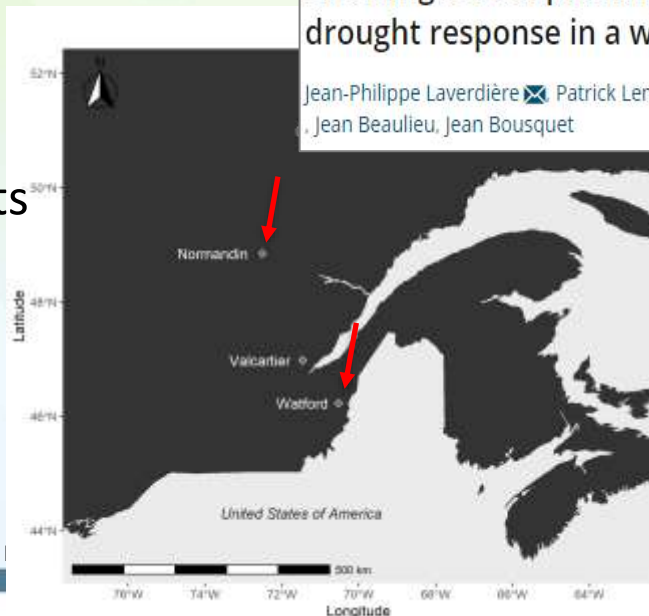 drought response in a w
Jean-Philippe Laverdière
, Patrick Ler
, Jean Beaulieu, Jean Bousquet
ts
N
52°N
50°N
48°N
46°N
44°N
Latitude
Normandin
Valcartier
Watford
United States of America
500 km
76°W
74°W
72°W
70°W
68°W
66°W
64°W
Longitude